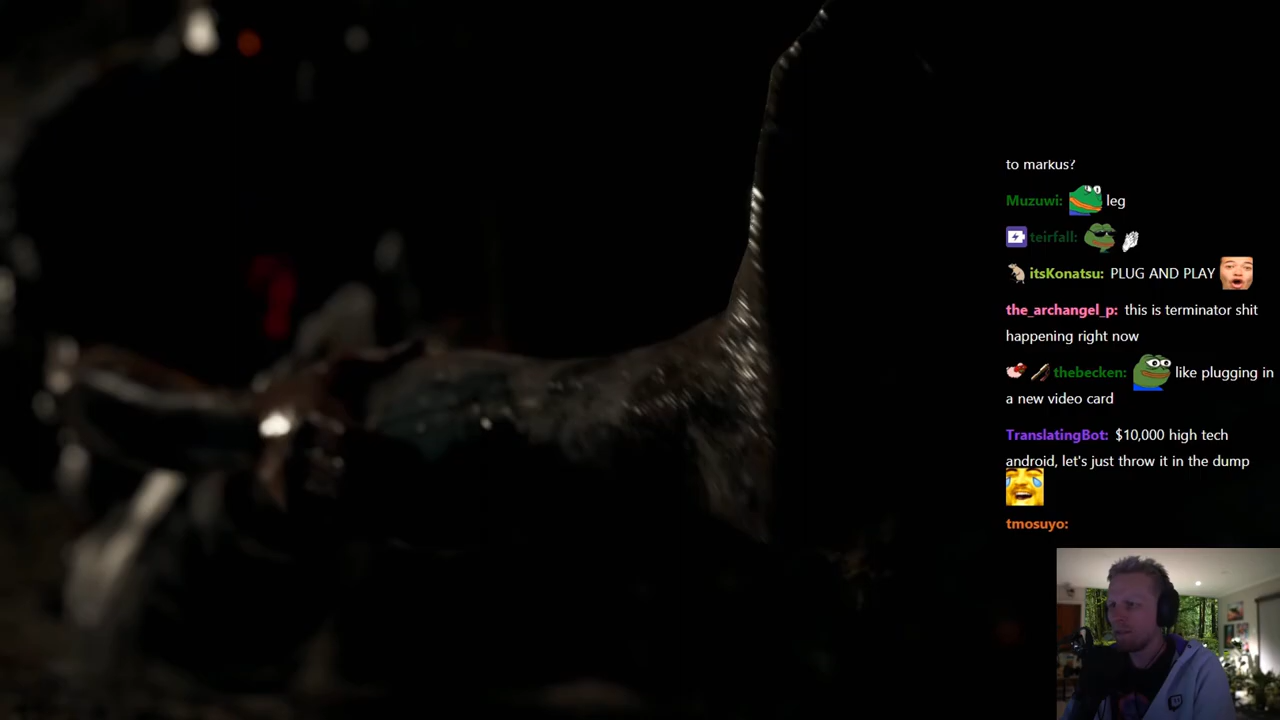 to markus?
Muzuwi: leg
teirfall:
itsKonatsu: PLUG AND PLAY
the_archangel_p: this is terminator shit
happening right now
thebecken: like plugging in
a new video card
TranslatingBot: $10,000 high tech
android, let's just throw it in the dump
tmosuyo: